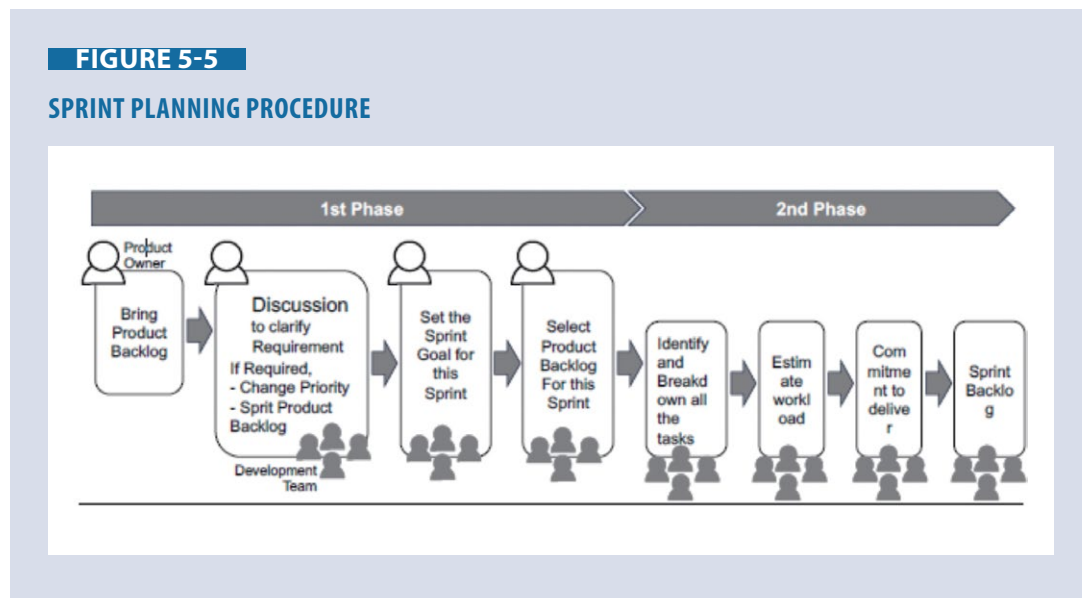 FIGURE 5-5
SPRINT PLANNING PROCEDURE
1st Phase
2nd Phase
Product
Owner
Bring
Product
Backlog
Discussion
to clarify
Requirement
If Required,
- Change Priority
- Sprit Product
Backlog
Development
Team
Set the
Sprint
Goal for
this
Sprint
Select
Product
Backlog
For this
Sprint
Identify
and
Breakd
own all
the
tasks
Estim
ate
workl
oad
Com
mitme
nt to
delive
r
Sprint
Backlo
g